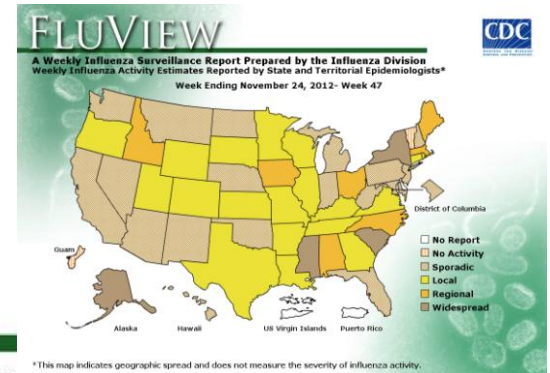 FLUVIEW
CDC
A Weekly Influenza Surveillance Report Prepared by the Influenza Division
Weekly Influenza Activity Estimates Reported by State and Territorial Epidemiologists*
Week Ending November 24, 2012- Week 47
District of Columbia
No Report
Guam
No Activity
Sporadic
Local
Regional
Widespread
Alaska
Hawaii
US Virgin Islands
Puerto Rico
*This map indicates geographic spread and does not measure the severity of influenza activity.